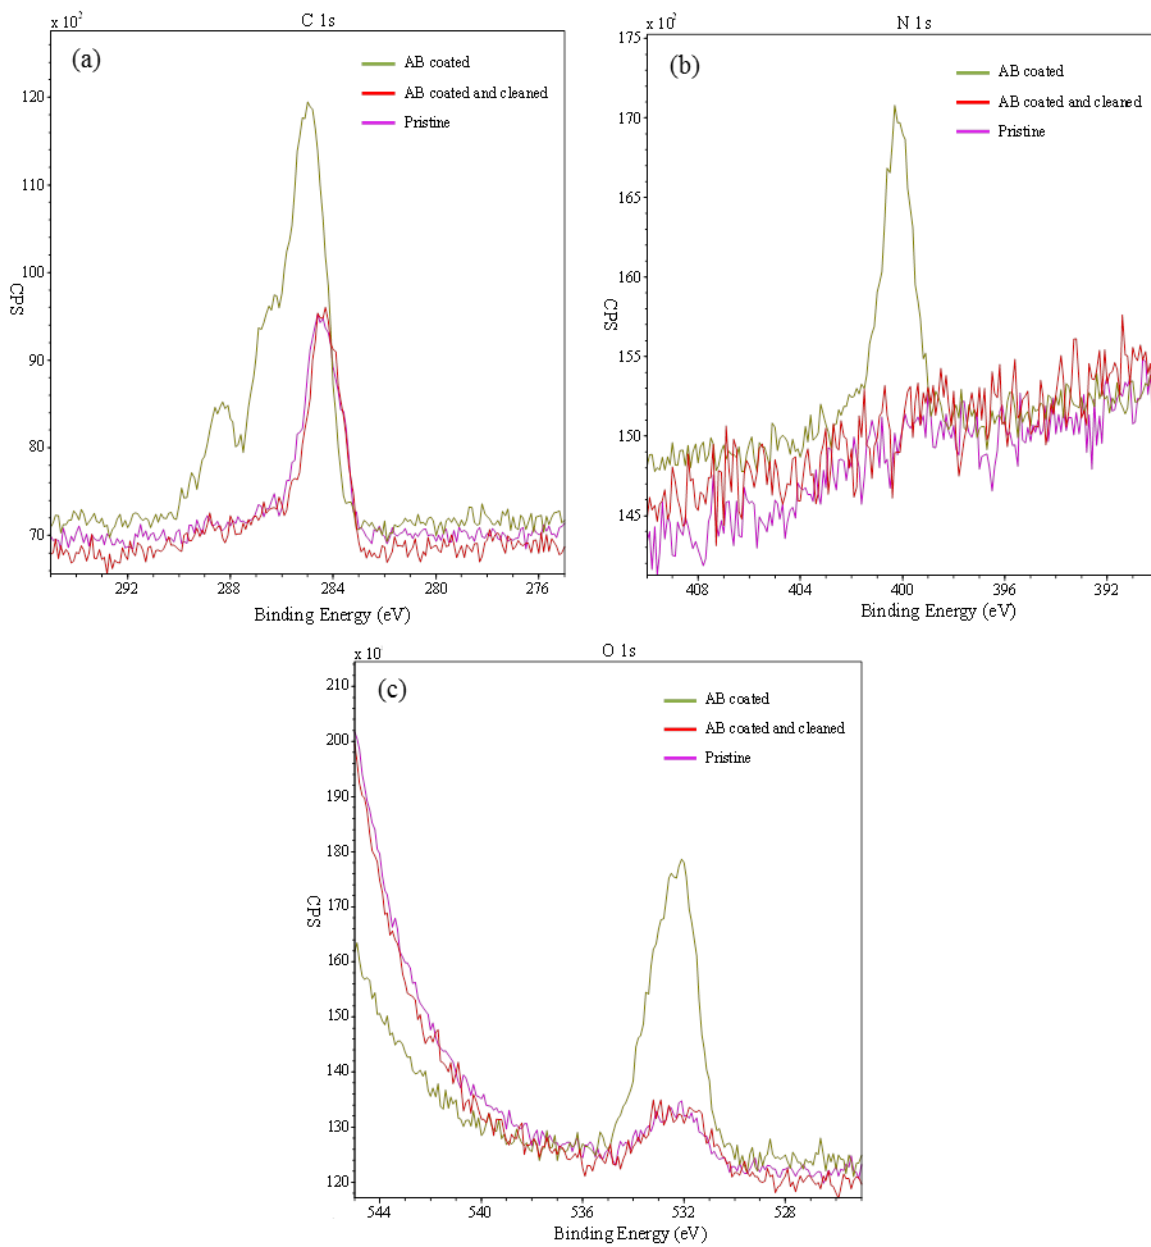 x 10²
C 1s
(a)
AB coated
AB coated and cleaned
Pristine
120
110
100
90
80
70
CPS
292
288
284
280
276
Binding Energy (eV)
x 10²
N 1s
(b)
AB coated
AB coated and cleaned
Pristine
175
170
165
160
155
150
145
CPS
408
404
400
396
392
Binding Energy (eV)
x 10
O 1s
(c)
AB coated
AB coated and cleaned
Pristine
210
200
190
180
170
160
150
140
130
120
CPS
544
540
536
532
528
Binding Energy (eV)